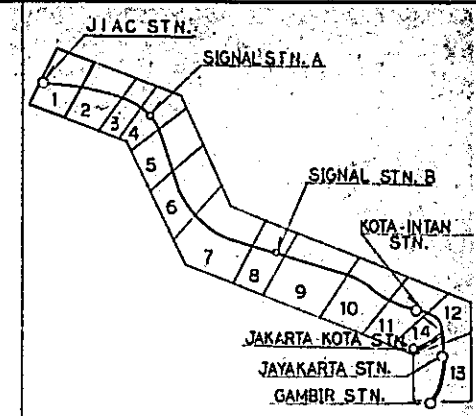 JIAC STN.
SIGNAL STN. A
1
2
3
4
5
6
SIGNAL STN. B
7
8
9
KOTA-INTAN
STN.
10
11
12
14
JAKARTA-KOTA STN.
JAYAKARTA STN.
13
GAMBIR STN.